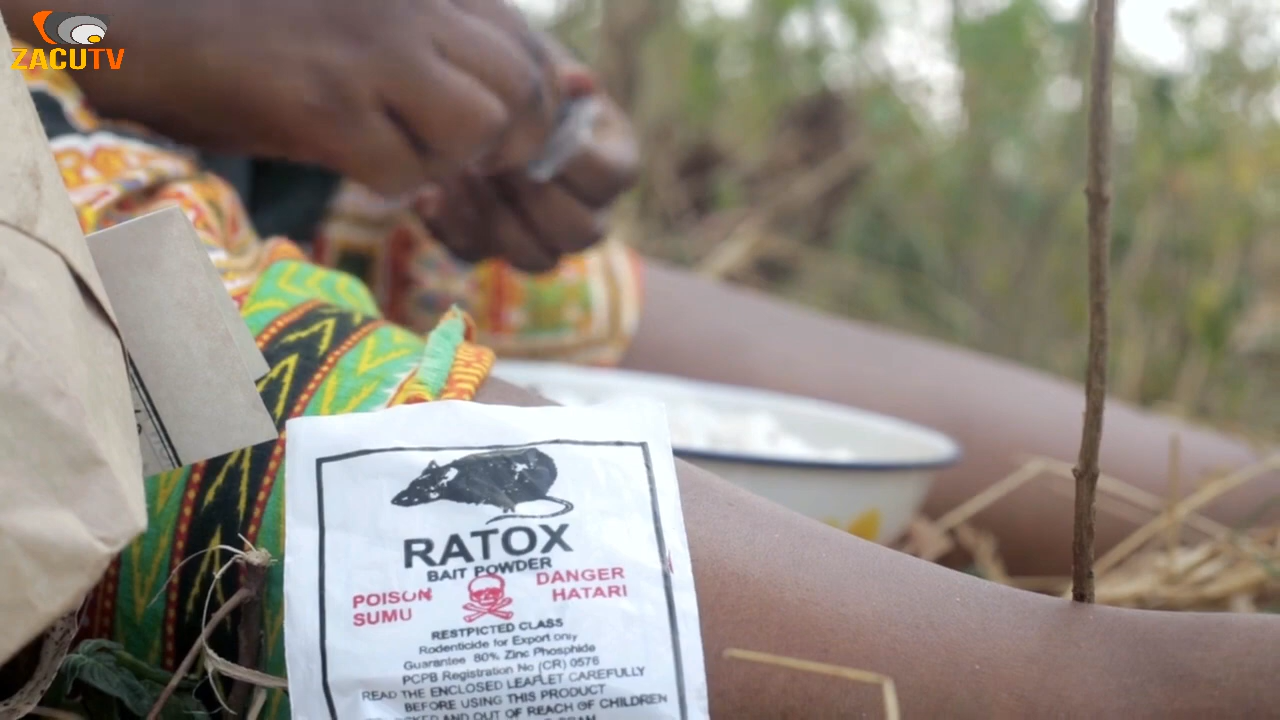 ZACUTV
RATOX
BAIT POWDER
POISON DANGER
SUMU HATARI
RESTPICTED CLASS
Rodenticide for Export only
Guarantee 80% Zinc Phosphide
PCPB Registration No (CR) 0576
READ THE ENCLOSED LEAFLET CAREFULLY
BEFORE USING THIS PRODUCT
AND OUT OF REACH OF CHILDREN